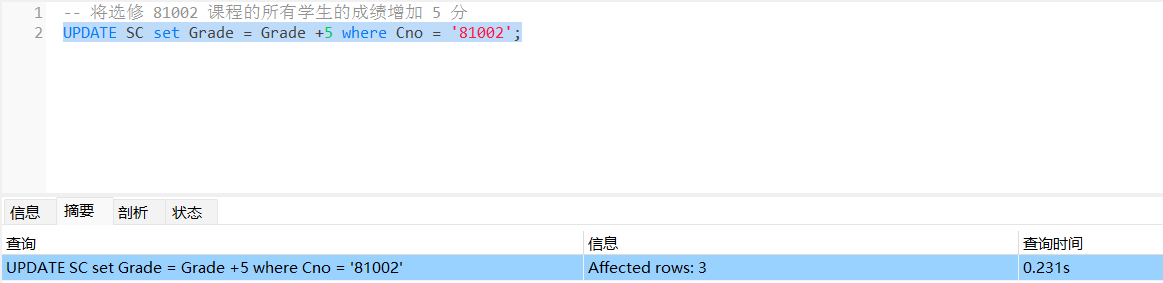 1 -- 将选修 81002 课程的所有学生的成绩增加 5 分
2 UPDATE SC set Grade = Grade +5 where Cno = '81002';
信息 摘要 剖析 状态
查询 信息 查询时间
UPDATE SC set Grade = Grade +5 where Cno = '81002' Affected rows: 3 0.231s